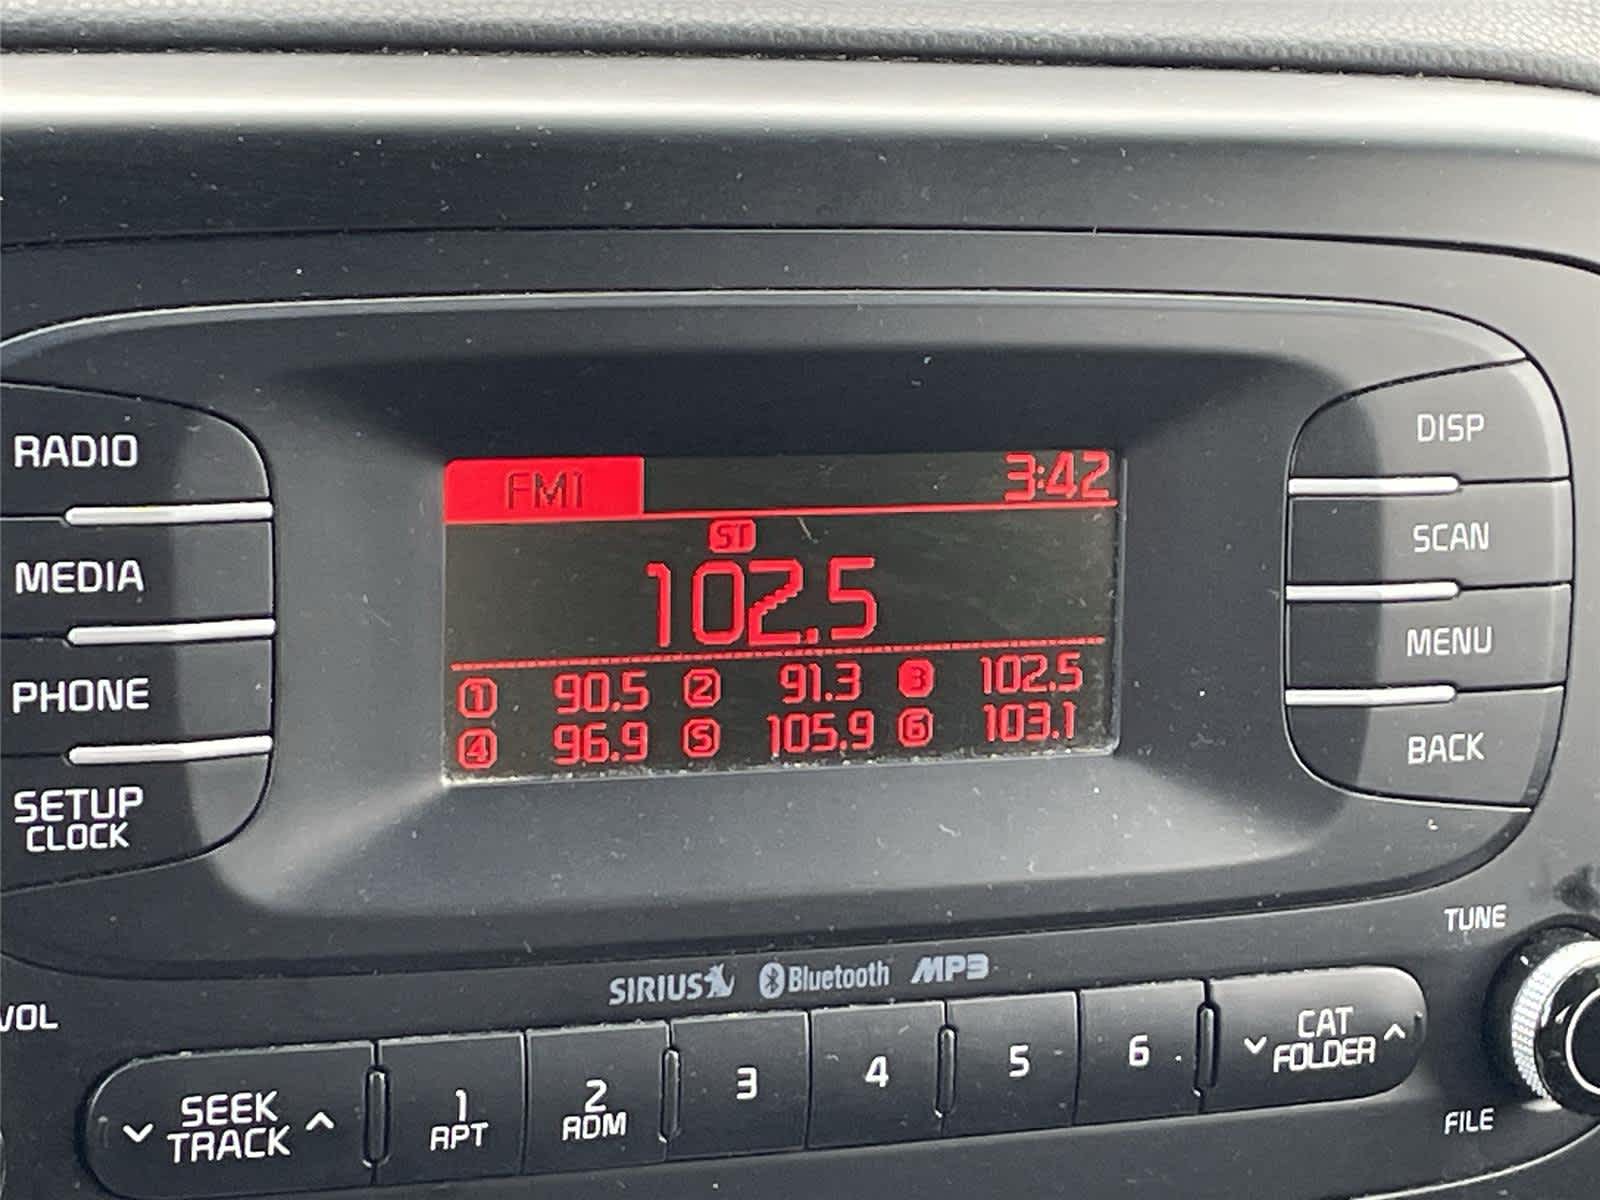 RADIO
MEDIA
PHONE
SETUP
CLOCK
FM1
3:42
ST
102.5
1 90.5 2 91.3 3 102.5
4 96.9 5 105.9 6 103.1
DISP
SCAN
MENU
BACK
TUNE
SIRIUS Bluetooth MP3
VOL
SEEK
TRACK
1
RPT
2
RDM
3
4
5
6
CAT
FOLDER
FILE